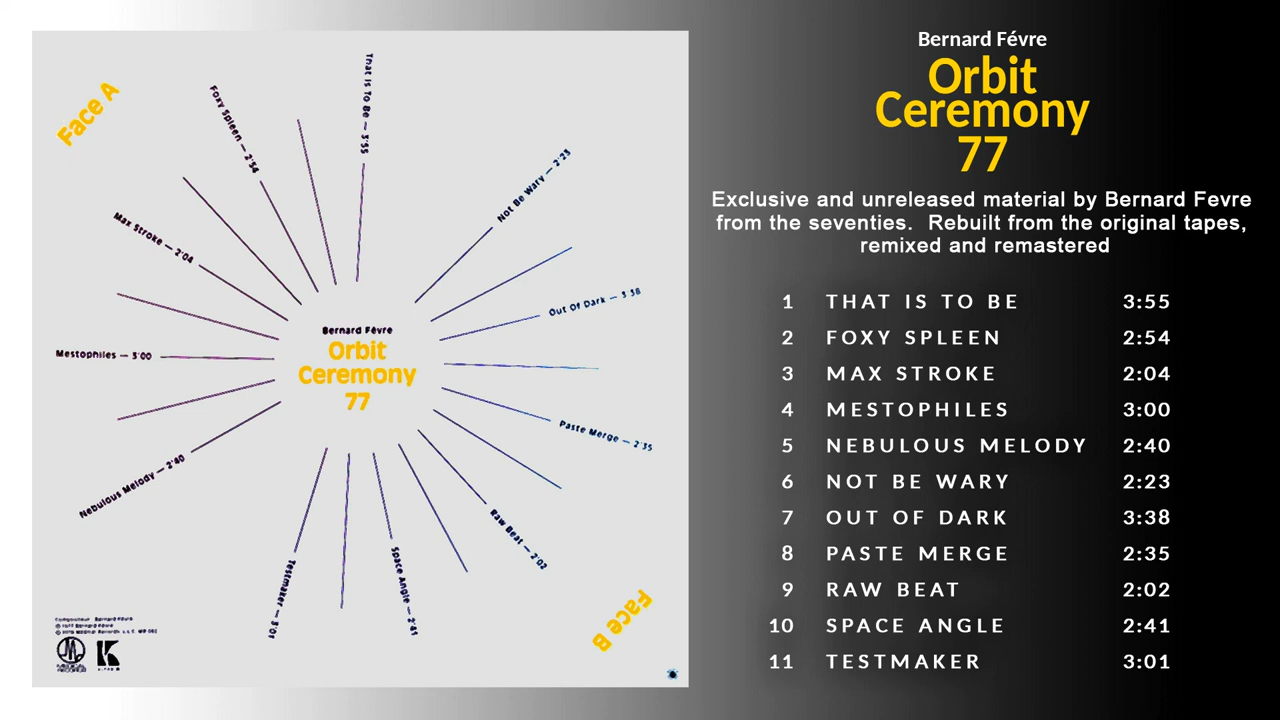 Face A
That Is To Be — 3'55
Foxy Spleen — 2'54
Max Stroke — 2'04
Mestophiles — 3'00
Nebulous Melody — 2'40
Not Be Wary — 2'23
Out Of Dark — 3'38
Paste Merge — 2'35
Raw Beat — 2'02
Space Angle — 2'41
Testmaker — 3'01
Face B
Bernard Févre
Orbit
Ceremony
77
Bernard Févre
Orbit
Ceremony
77
Exclusive and unreleased material by Bernard Fevre
from the seventies. Rebuilt from the original tapes,
remixed and remastered
1 THAT IS TO BE 3:55
2 FOXY SPLEEN 2:54
3 MAX STROKE 2:04
4 MESTOPHILES 3:00
5 NEBULOUS MELODY 2:40
6 NOT BE WARY 2:23
7 OUT OF DARK 3:38
8 PASTE MERGE 2:35
9 RAW BEAT 2:02
10 SPACE ANGLE 2:41
11 TESTMAKER 3:01